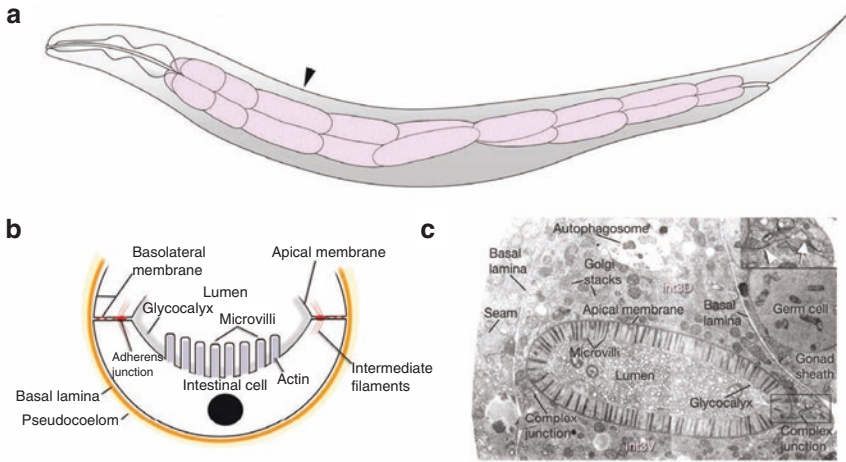 a
b
Basolateral
membrane
Apical membrane
Lumen
Glycocalyx
Microvilli
Adherens
junction
Intestinal cell
Actin
Intermediate
filaments
Basal lamina
Pseudocoelom
c
Autophagosome
Basal
lamina
Golgi
stacks
int3D
Seam
Apical membrane
Basal
lamina
Germ cell
Microvilli
Lumen
Gonad
sheath
Glycocalyx
Complex
junction
int3V
Complex
junction